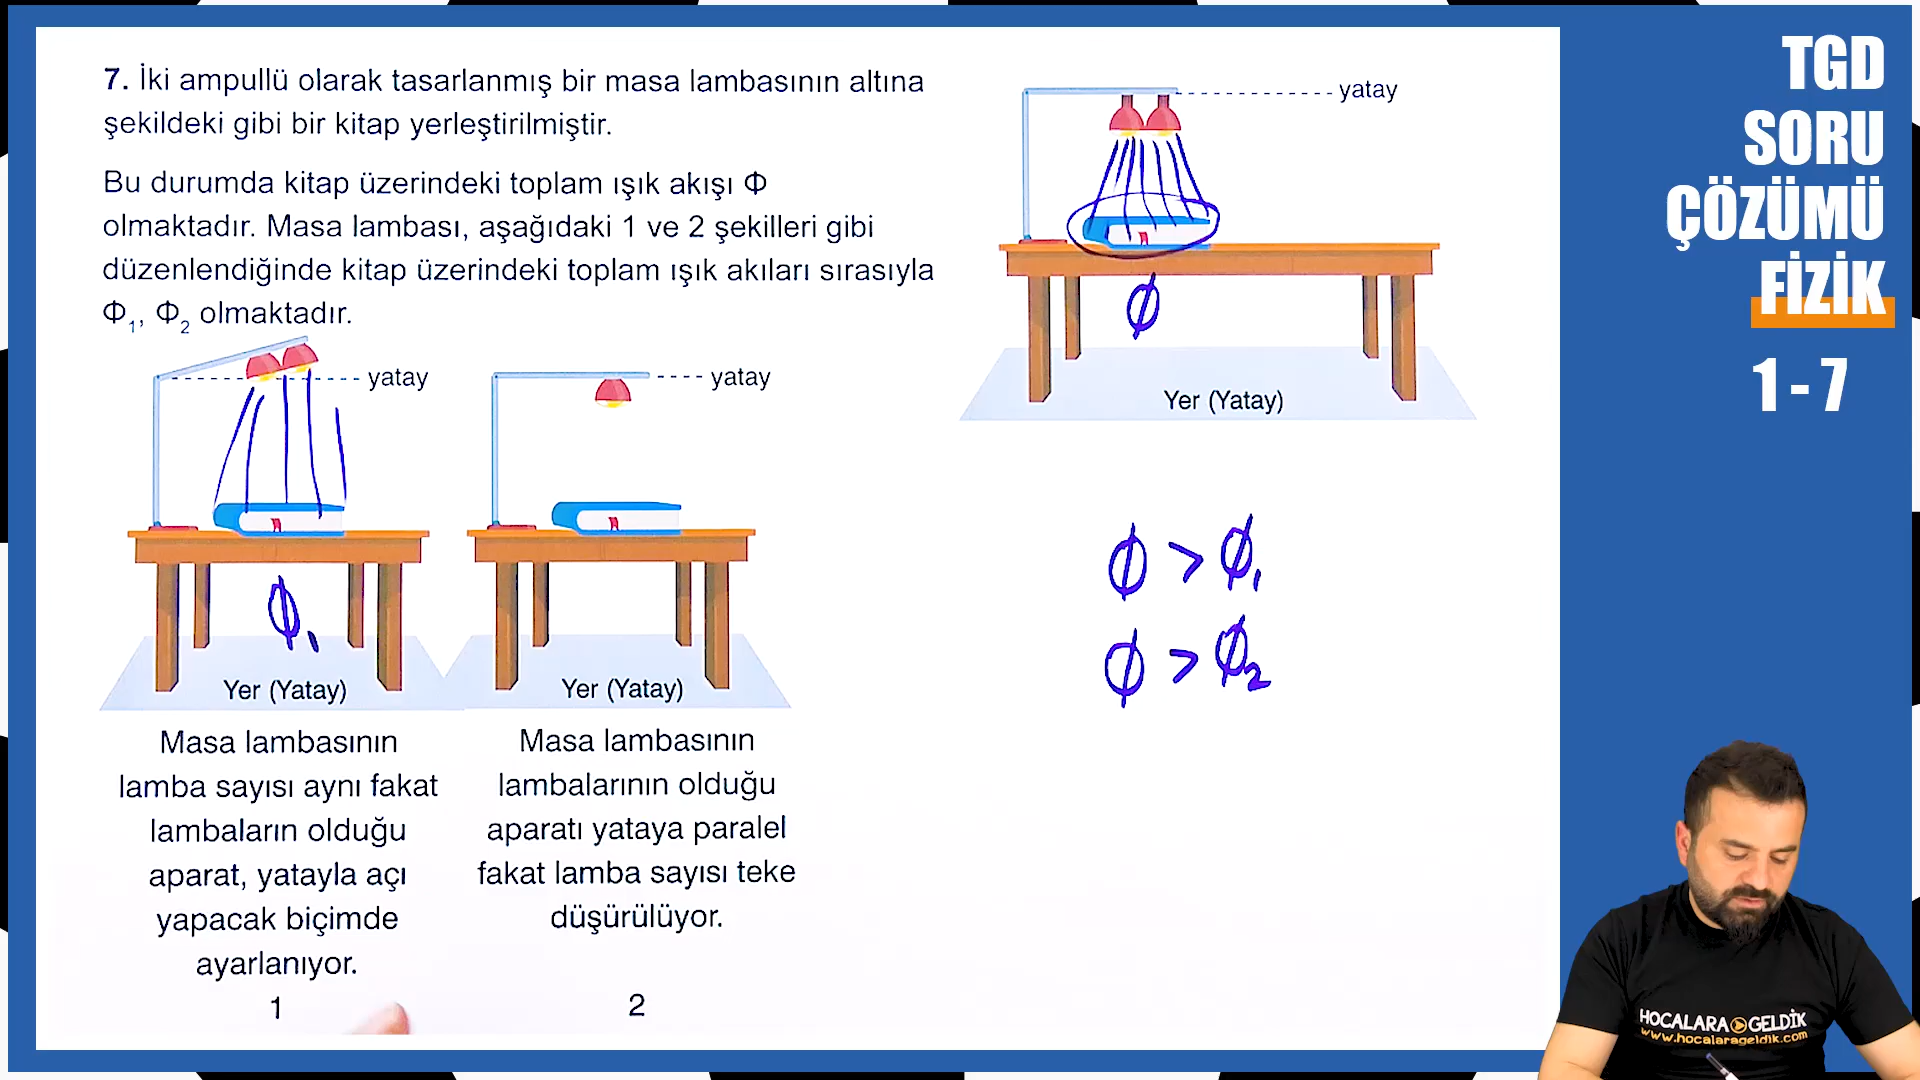 7. İki ampullü olarak tasarlanmış bir masa lambasının altına
şekildeki gibi bir kitap yerleştirilmiştir.
Bu durumda kitap üzerindeki toplam ışık akışı Φ
olmaktadır. Masa lambası, aşağıdaki 1 ve 2 şekilleri gibi
düzenlendiğinde kitap üzerindeki toplam ışık akıları sırasıyla
Φ₁, Φ₂ olmaktadır.
yatay
yatay
yatay
Φ
Φ₁
Yer (Yatay)
Yer (Yatay)
Yer (Yatay)
Φ > Φ₁
Φ > Φ₂
Masa lambasının
lamba sayısı aynı fakat
lambaların olduğu
aparat, yatayla açı
yapacak biçimde
ayarlanıyor.
1
Masa lambasının
lambalarının olduğu
aparatı yataya paralel
fakat lamba sayısı teke
düşürülüyor.
2
TGD
SORU
ÇÖZÜMÜ
FİZİK
1 - 7
HOCALARA GELDİK
www.hocalarageldik.com